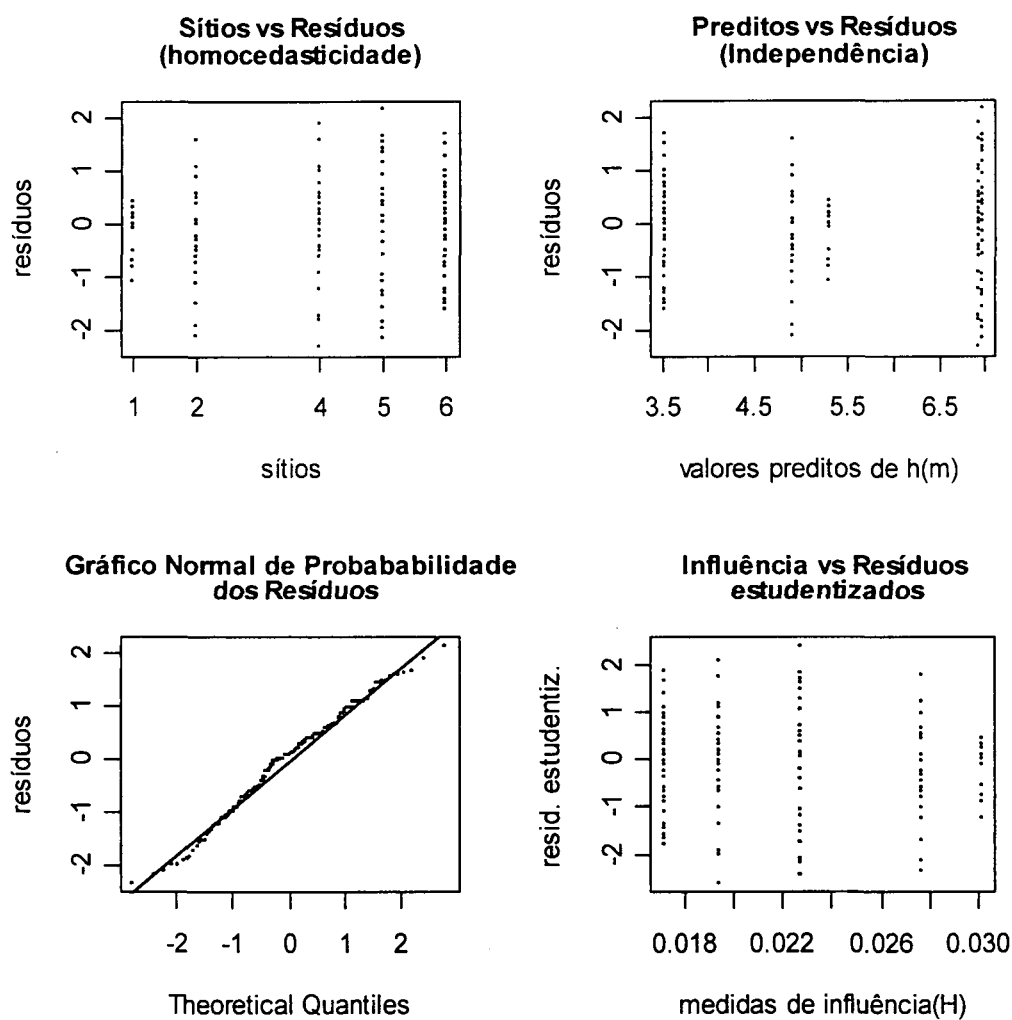 Sítios vs Resíduos
(homocedasticidade)
resíduos
2
1
0
-1
-2
1 2 4 5 6
sítios
Preditos vs Resíduos
(Independência)
resíduos
2
1
0
-1
-2
3.5 4.5 5.5 6.5
valores preditos de h(m)
Gráfico Normal de Probababilidade
dos Resíduos
resíduos
2
1
0
-1
-2
-2 -1 0 1 2
Theoretical Quantiles
Influência vs Resíduos
estudentizados
resid. estudentiz.
2
1
0
-1
-2
0.018 0.022 0.026 0.030
medidas de influência(H)